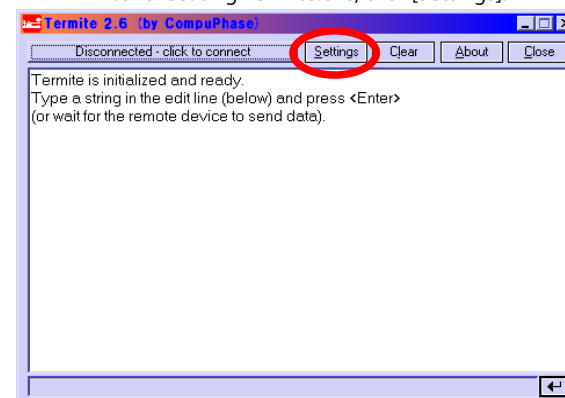 Termite 2.6 (by CompuPhase)
Disconnected - click to connect Settings Clear About Close
Termite is initialized and ready.
Type a string in the edit line (below) and press <Enter>
(or wait for the remote device to send data).